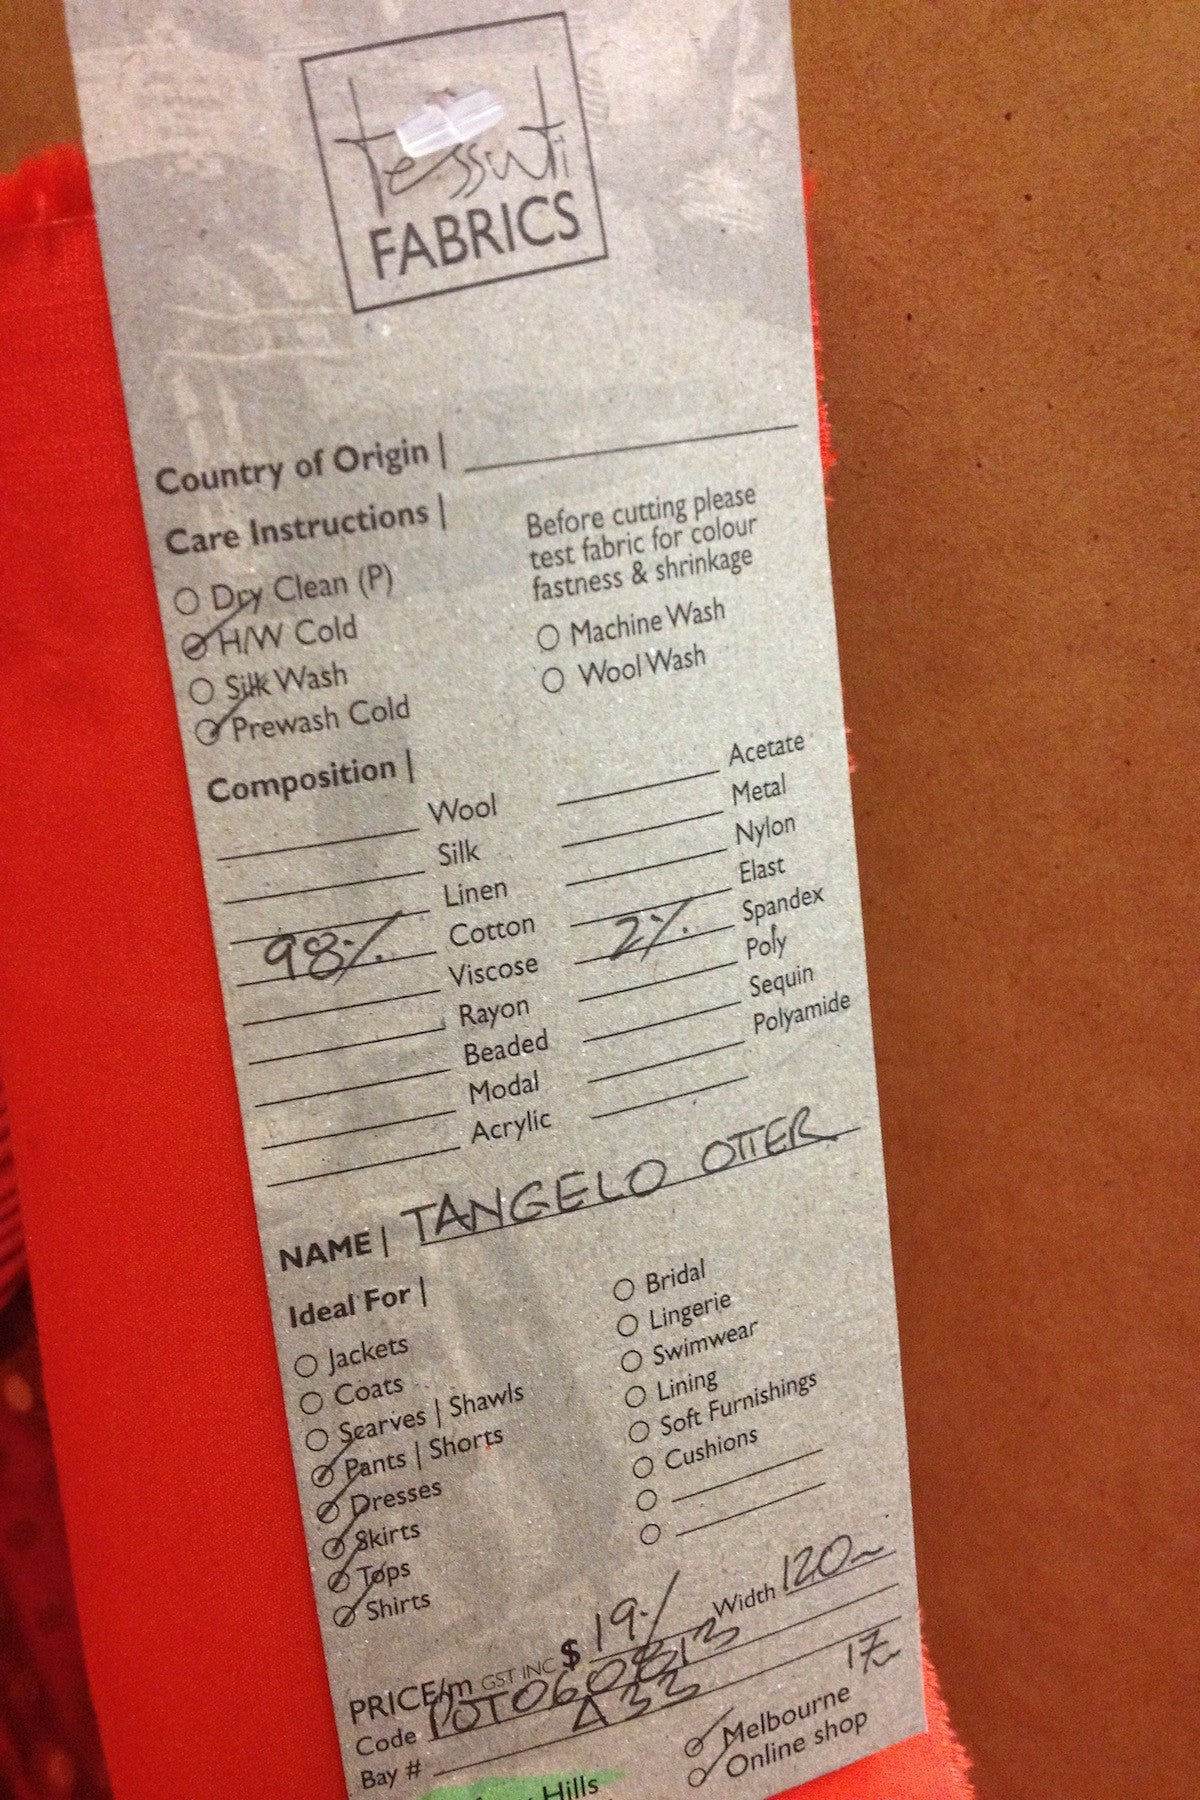 tessuti
FABRICS
Country of Origin |
Care Instructions |
Before cutting please
test fabric for colour
fastness & shrinkage
Dry Clean (P)
H/W Cold
Silk Wash
Prewash Cold
Machine Wash
Wool Wash
Composition |
Wool
Silk
Linen
98% Cotton
Viscose
Rayon
Beaded
Modal
Acrylic
Acetate
Metal
Nylon
Elast
2% Spandex
Poly
Sequin
Polyamide
NAME | TANGELO OTTER
Ideal For |
Jackets
Coats
Scarves | Shawls
Pants | Shorts
Dresses
Skirts
Tops
Shirts
Bridal
Lingerie
Swimwear
Lining
Soft Furnishings
Cushions
PRICE/m GST INC $ 19 Width 120
Code POT060813
Bay # A33
17
Melbourne
Online shop
Hills